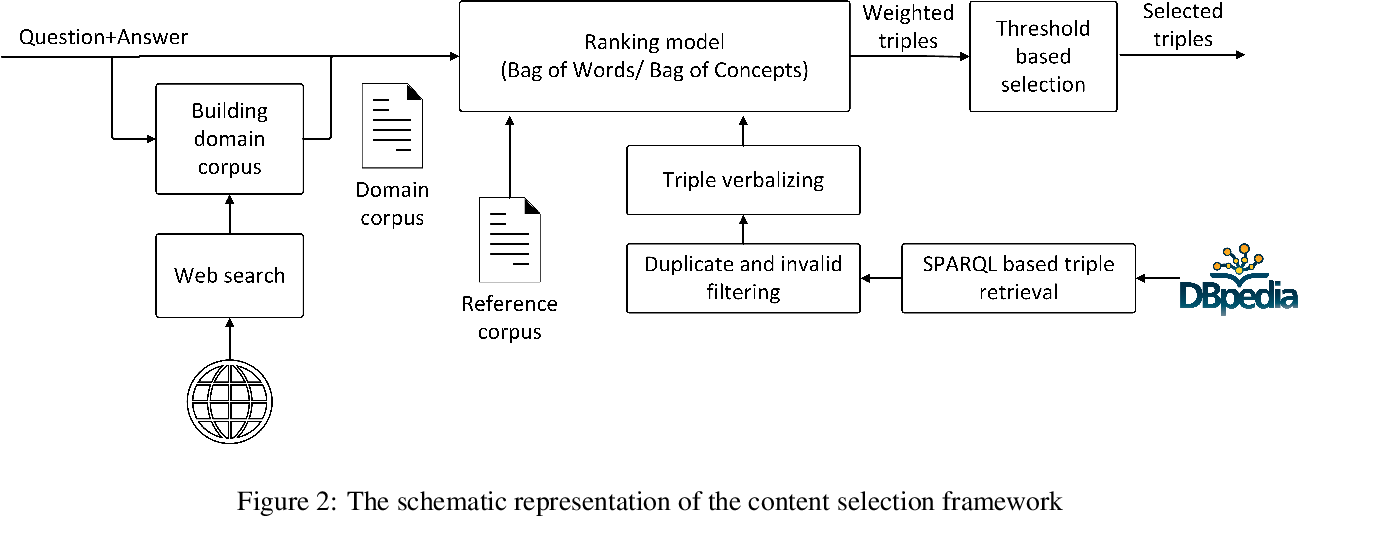 Question+Answer
Building
domain
corpus
Web search
Domain
corpus
Ranking model
(Bag of Words/ Bag of Concepts)
Reference
corpus
Weighted
triples
Threshold
based
selection
Selected
triples
Triple verbalizing
Duplicate and invalid
filtering
SPARQL based triple
retrieval
DBpedia
Figure 2: The schematic representation of the content selection framework